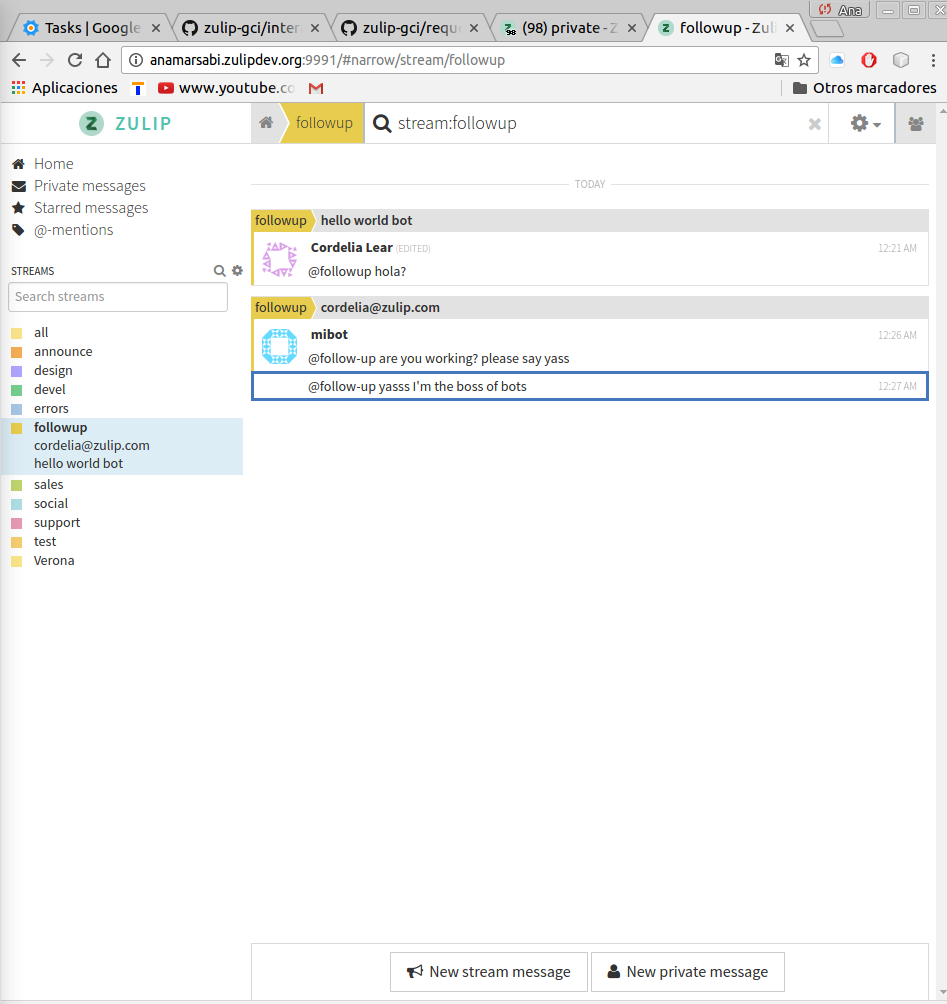 Ana
Tasks | Google
zulip-gci/inter
zulip-gci/requ
(98) private - Z
followup - Zuli
anamarsabi.zulipdev.org:9991/#narrow/stream/followup
Aplicaciones
www.youtube.co
Otros marcadores
ZULIP
followup
stream:followup
Home
Private messages
Starred messages
@-mentions
STREAMS
Search streams
all
announce
design
devel
errors
followup
cordelia@zulip.com
hello world bot
sales
social
support
test
Verona
TODAY
followup hello world bot
Cordelia Lear (EDITED) 12:21 AM
@followup hola?
followup cordelia@zulip.com
mibot 12:26 AM
@follow-up are you working? please say yass
@follow-up yasss I'm the boss of bots 12:27 AM
New stream message
New private message